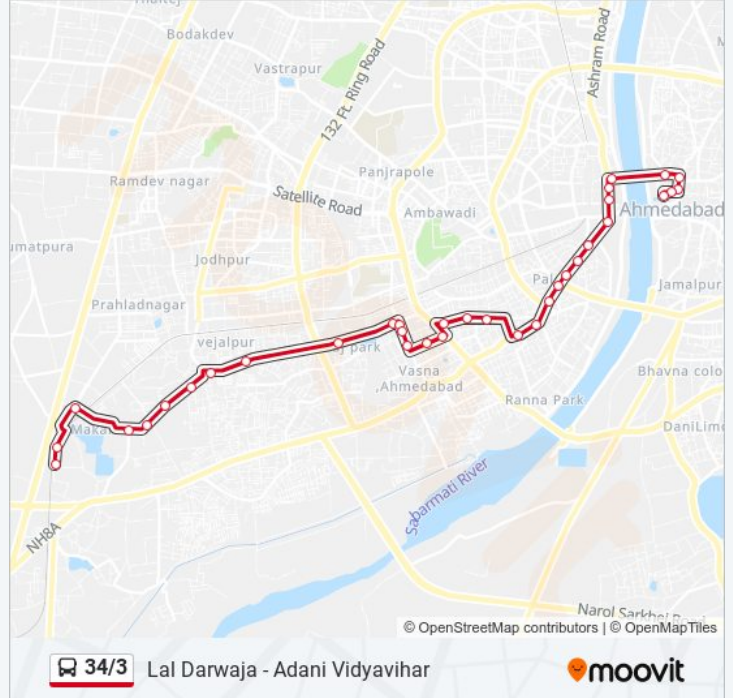 Bodakdev
Vastrapur
132 Ft. Ring Road
Ashram Road
Panjrapole
Ramdev nagar
Satellite Road
Ambawadi
Ahmedabad
umatpura
Jodhpur
Pal
Jamalpur
Prahladnagar
vejalpur
park
Vasna
,Ahmedabad
Bhavna colo
Ranna Park
Maka
DaniLimd
Sabarmati River
NH8A
Narol Sarkhej Road
© OpenStreetMap contributors | © OpenMapTiles
34/3 Lal Darwaja - Adani Vidyavihar
moovit